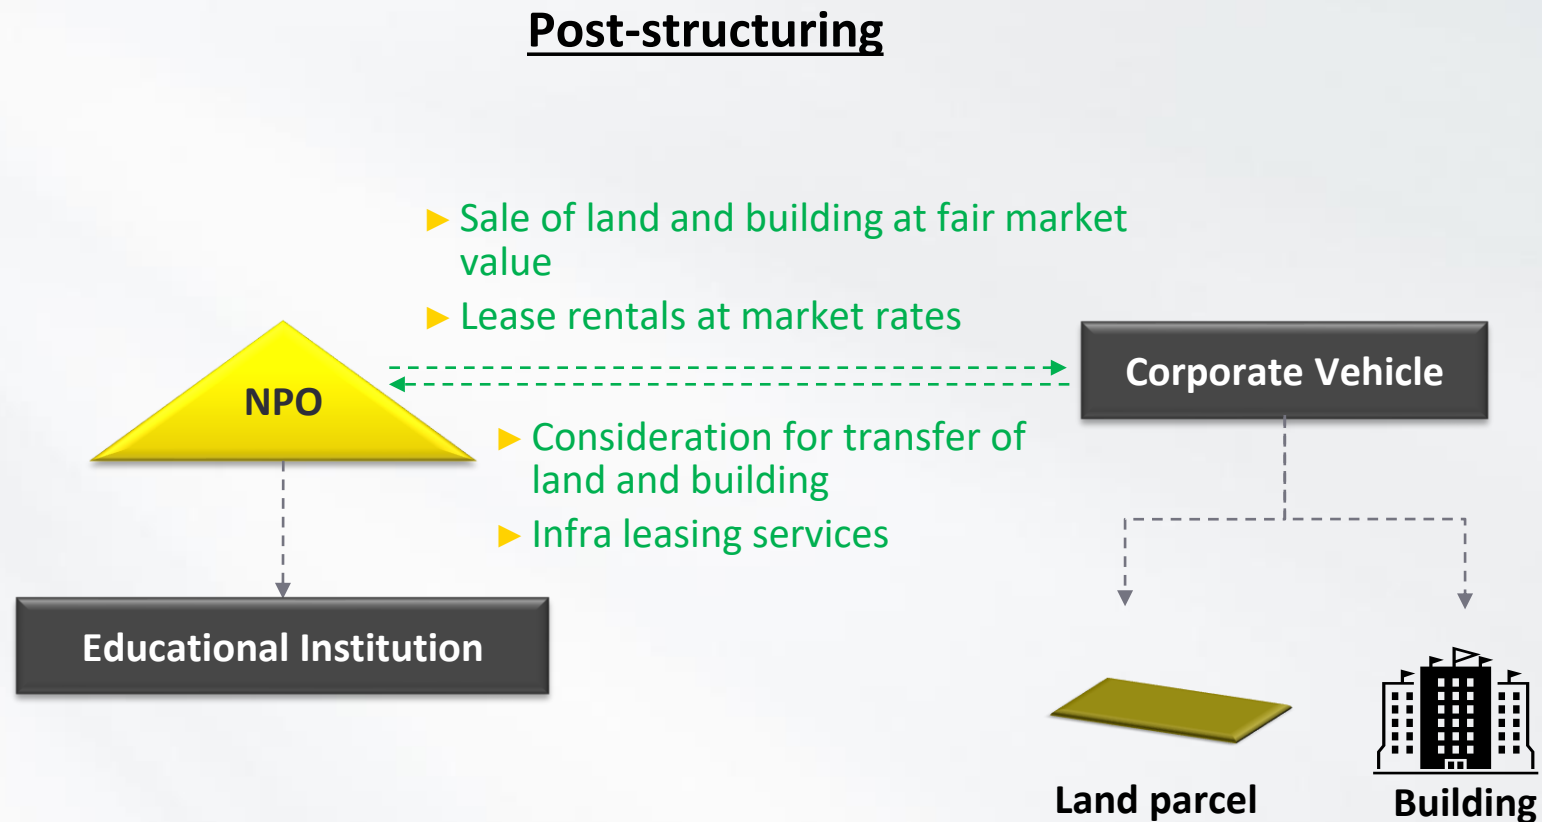 Post-structuring
► Sale of land and building at fair market
value
► Lease rentals at market rates
NPO
Corporate Vehicle
► Consideration for transfer of
land and building
► Infra leasing services
Educational Institution
Land parcel
Building